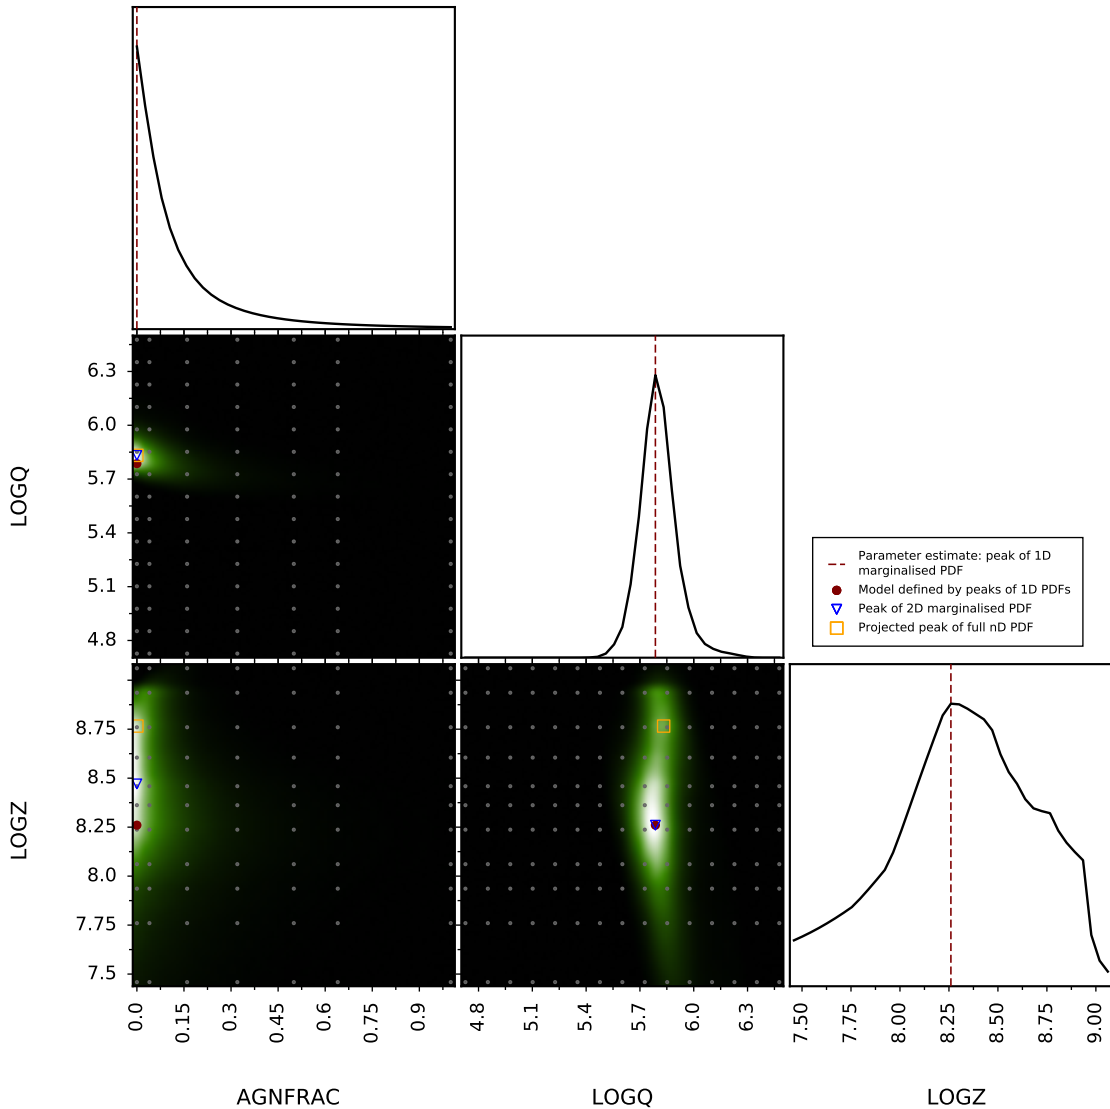 6.3
6.0
5.7
5.4
5.1
4.8
LOGQ
Parameter estimate: peak of 1D
marginalised PDF
Model defined by peaks of 1D PDFs
Peak of 2D marginalised PDF
Projected peak of full nD PDF
8.75
8.5
8.25
8.0
7.75
7.5
LOGZ
0.0 0.15 0.3 0.45 0.6 0.75 0.9
4.8 5.1 5.4 5.7 6.0 6.3
7.50 7.75 8.00 8.25 8.50 8.75 9.00
AGNFRAC
LOGQ
LOGZ